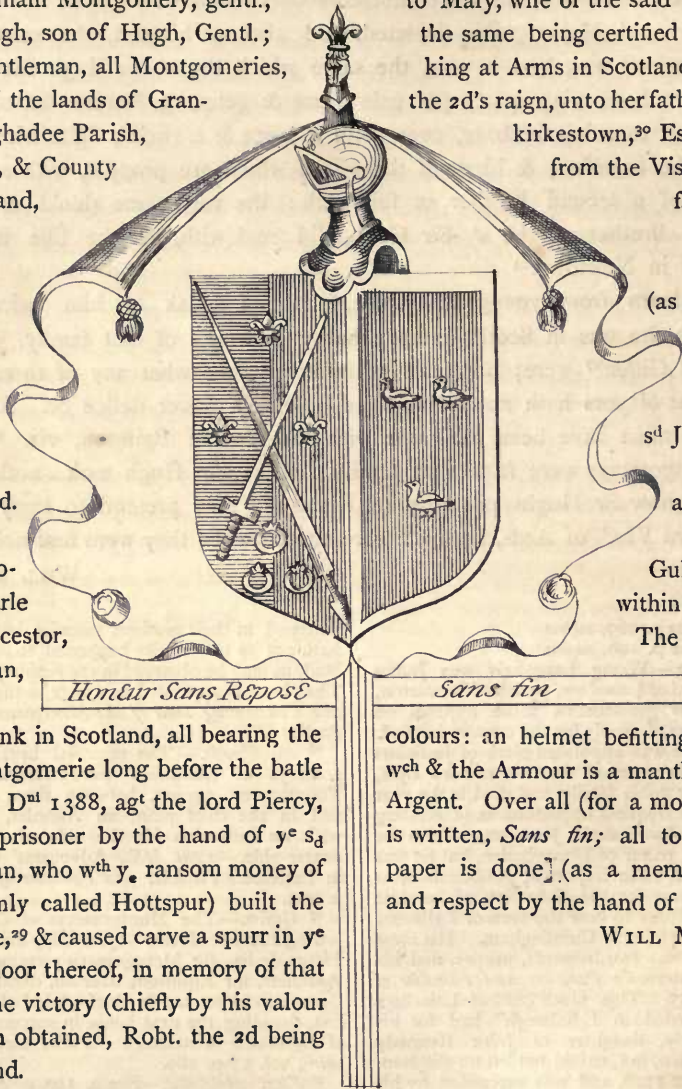 Montgomery, gentl.,
ugh, son of Hugh, Gentl.;
ntleman, all Montgomeries,
the lands of Gran-
ghadee Parish,
, & County
and,
d.
o-
rle
cestor,
an,
HonEur Sans REposE
nk in Scotland, all bearing the
ntgomerie long before the batle
Dⁿⁱ 1388, agᵗ the lord Piercy,
prisoner by the hand of yᵉ s_d
an, who wᵗʰ yₑ ransom money of
nly called Hottspur) built the
e,²⁹ & caused carve a spurr in yᵉ
oor thereof, in memory of that
ne victory (chiefly by his valour
n obtained, Robt. the 2d being
nd.
to Mary, wife of the said
the same being certified
king at Arms in Scotland
the 2d's raign, unto her fath
kirkestown,³⁰ Es
from the Vis
f
(as
sᵈ J
a
Gul
within
The
Sans fin
colours: an helmet befitting
wᶜʰ & the Armour is a mantl
Argent. Over all (for a mo
is written, Sans fin; all to
paper is done] (as a mem
and respect by the hand of
WILL M